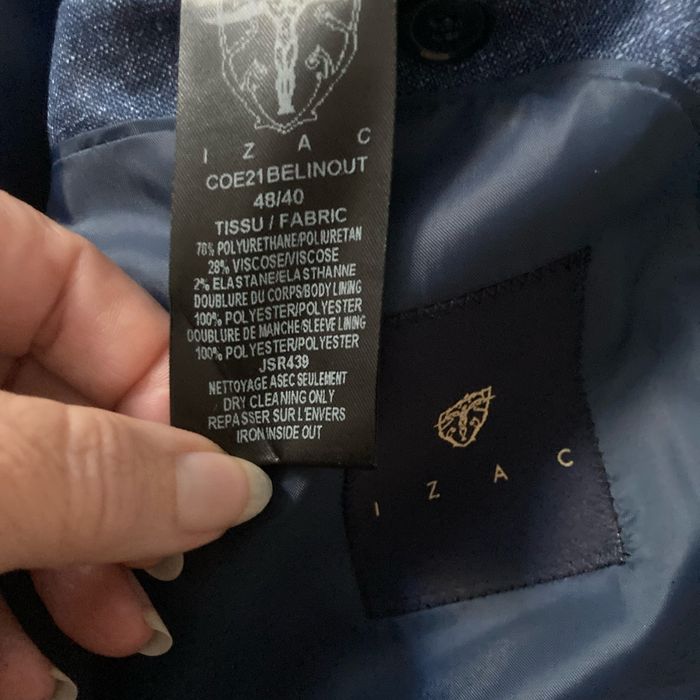 I Z A C
COE21BELINOUT
48/40
TISSU / FABRIC
70% POLYURETHANE/POLIURETAN
28% VISCOSE/VISCOSE
2% ELASTANE/ELASTHANNE
DOUBLURE DU CORPS/BODY LINING
100% POLYESTER/POLYESTER
DOUBLURE DE MANCHE/SLEEVE LINING
100% POLYESTER/POLYESTER
JSR439
NETTOYAGE ASEC SEULEMENT
DRY CLEANING ONLY
REPASSER SUR L'ENVERS
IRON INSIDE OUT
I Z A C